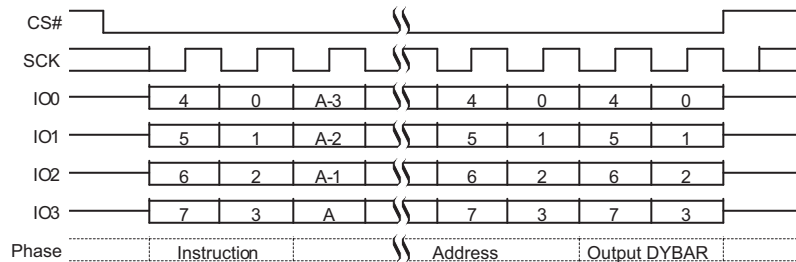 CS#
SCK
IO0 4 0 A-3 4 0 4 0
IO1 5 1 A-2 5 1 5 1
IO2 6 2 A-1 6 2 6 2
IO3 7 3 A 7 3 7 3
Phase Instruction Address Output DYBAR